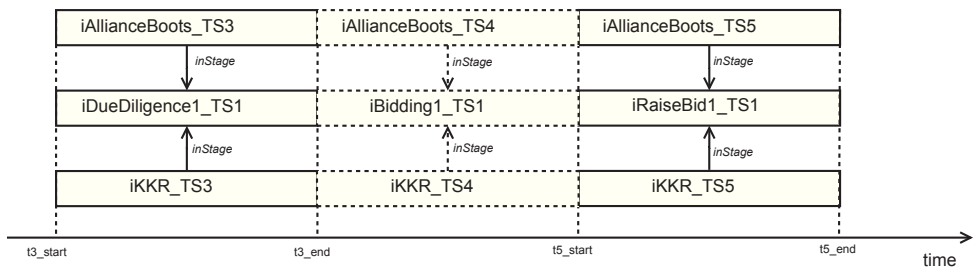 iAllianceBoots_TS3 iAllianceBoots_TS4 iAllianceBoots_TS5
inStage inStage inStage
iDueDiligence1_TS1 iBidding1_TS1 iRaiseBid1_TS1
inStage inStage inStage
iKKR_TS3 iKKR_TS4 iKKR_TS5
t3_start t3_end t5_start t5_end
time